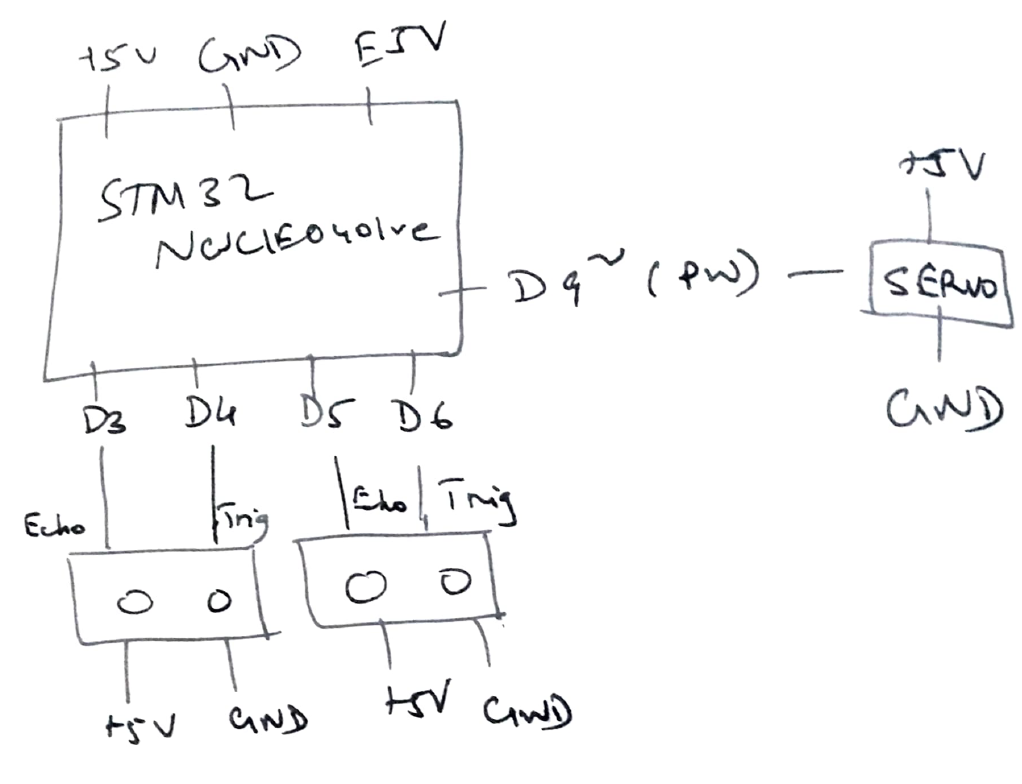 +5V GND E5V
STM32
NUCLEO401re
D9~ (PW)
+5V
SERVO
GND
D3 D4 D5 D6
Echo Trig Echo Trig
+5V GND +5V GND